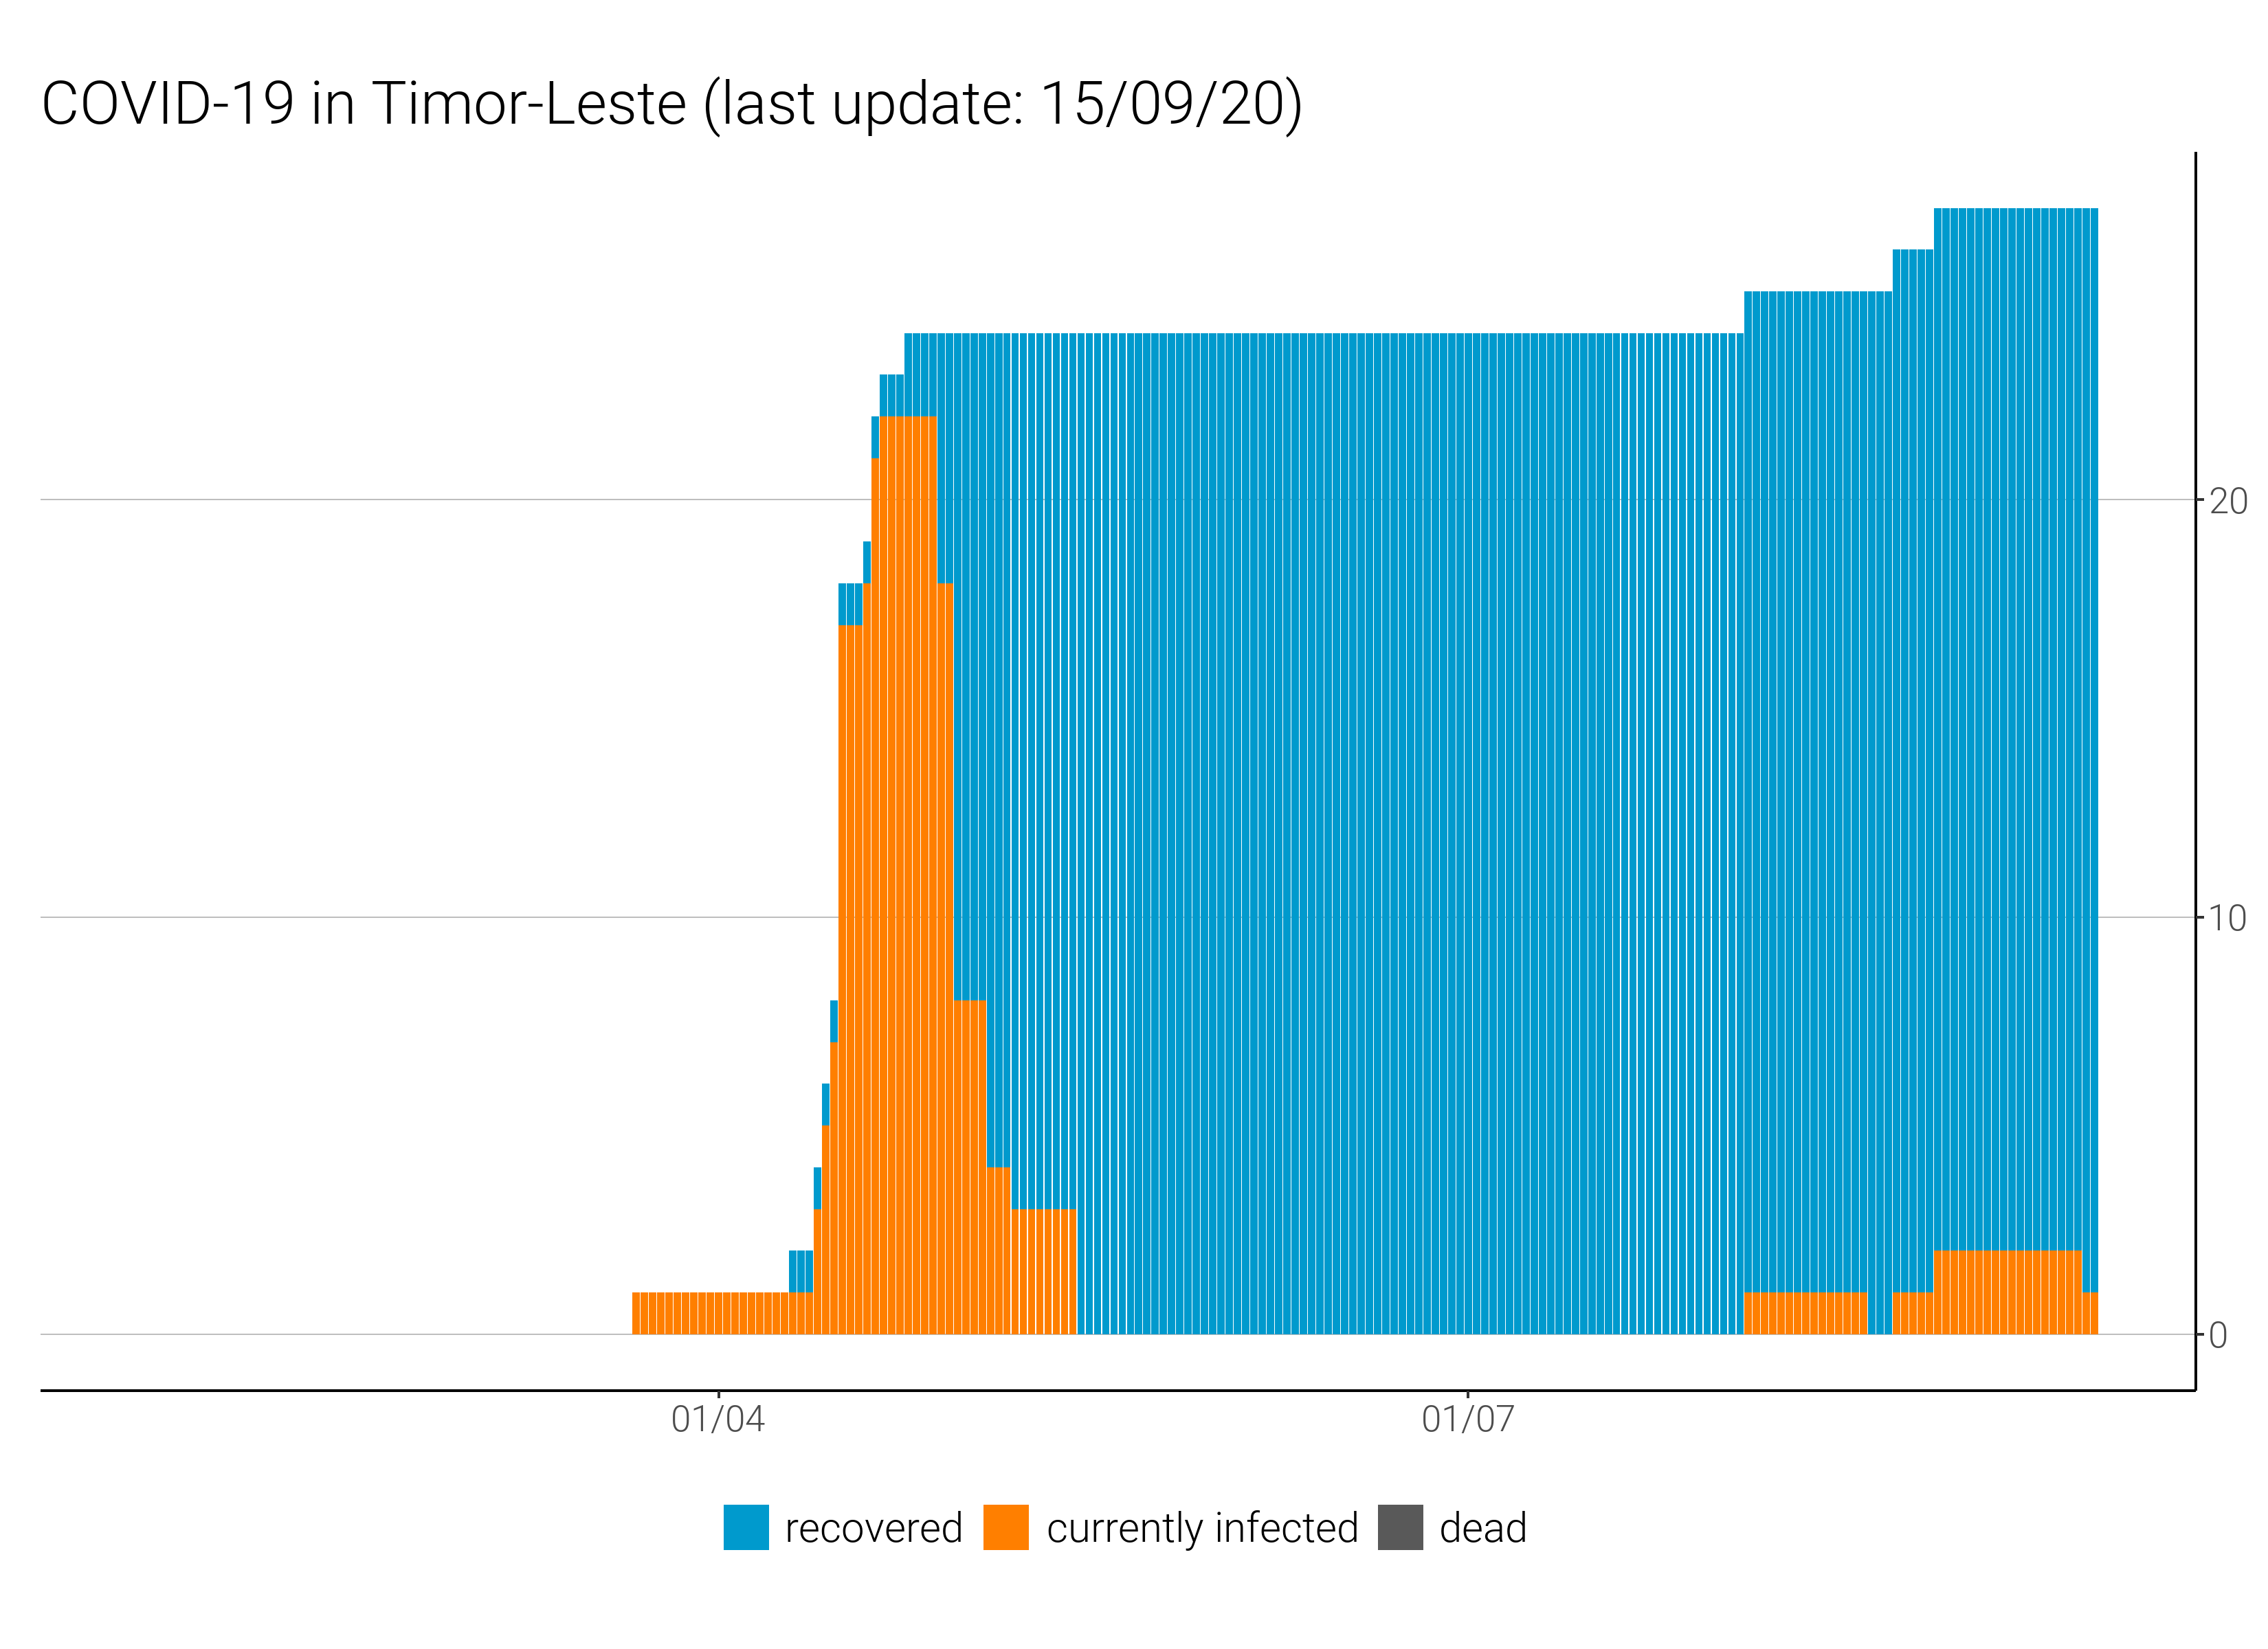 COVID-19 in Timor-Leste (last update: 15/09/20)
20
10
0
01/04 01/07
recovered currently infected dead